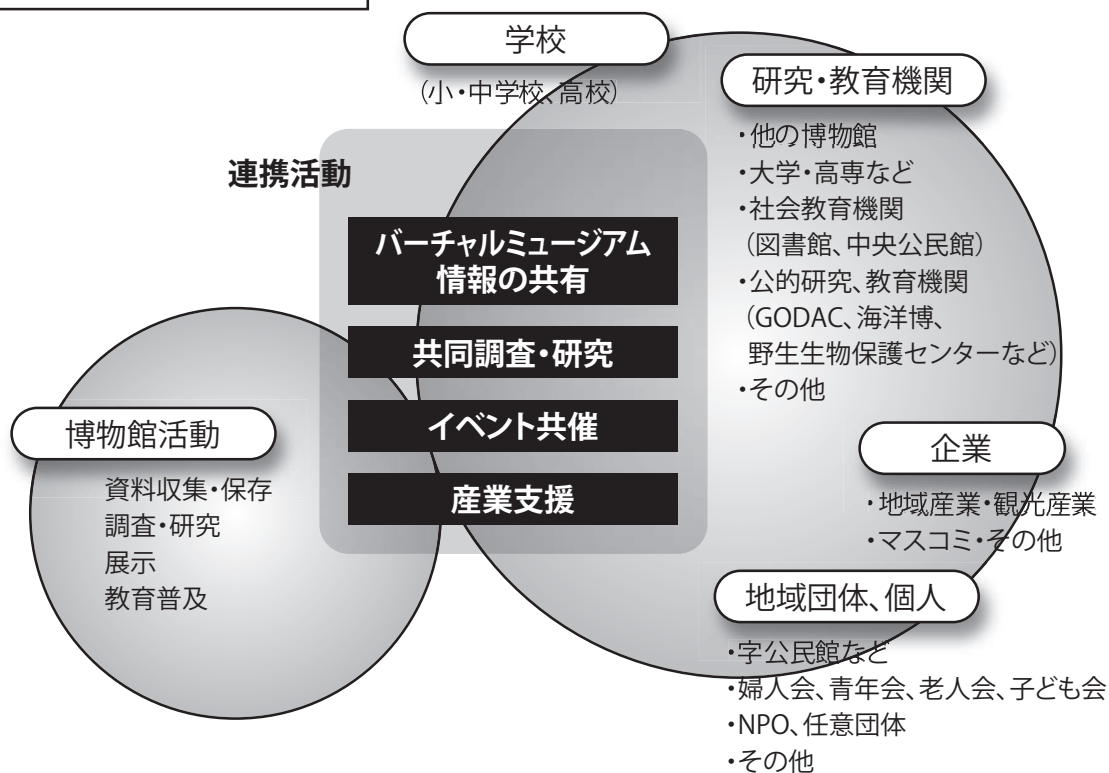 学校
(小・中学校、高校)
研究・教育機関
・他の博物館
・大学・高専など
・社会教育機関
(図書館、中央公民館)
・公的研究、教育機関
(GODAC、海洋博、
野生生物保護センターなど)
・その他
連携活動
バーチャルミュージアム
情報の共有
共同調査・研究
イベント共催
産業支援
博物館活動
資料収集・保存
調査・研究
展示
教育普及
企業
・地域産業・観光産業
・マスコミ・その他
地域団体、個人
・字公民館など
・婦人会、青年会、老人会、子ども会
・NPO、任意団体
・その他